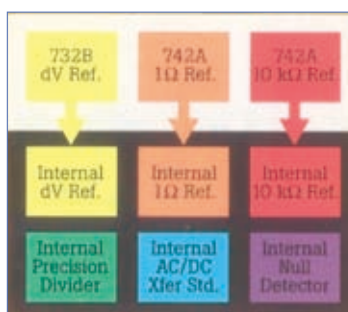 732B
dV Ref.
742A
1Ω Ref.
742A
10 kΩ Ref.
Internal
dV Ref.
Internal
1Ω Ref.
Internal
10 kΩ Ref.
Internal
Precision
Divider
Internal
AC/DC
Xfer Std.
Internal
Null
Detector